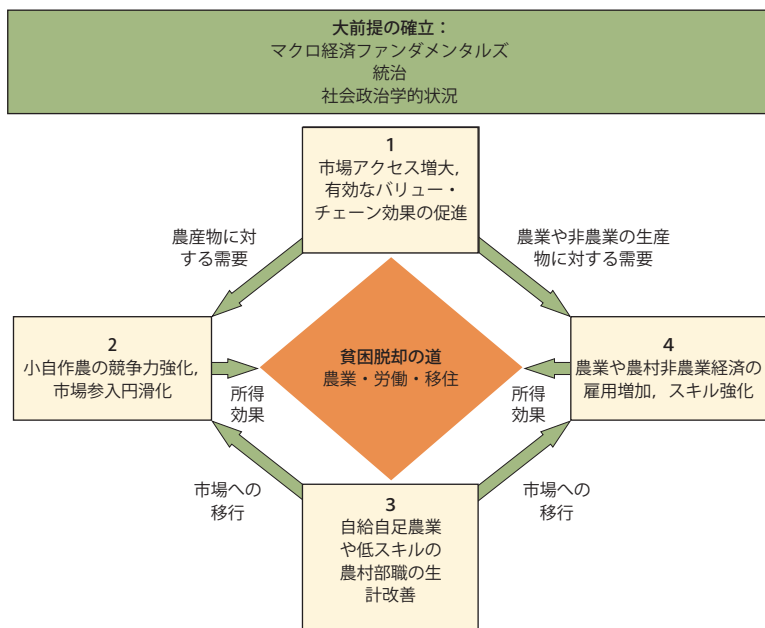 大前提の確立：
マクロ経済ファンダメンタルズ
統治
社会政治学的状況
1
市場アクセス増大,
有効なバリュー・
チェーン効果の促進
農産物に対
する需要
農業や非農業の生産
物に対する需要
2
小自作農の競争力強化,
市場参入円滑化
貧困脱却の道
農業・労働・移住
4
農業や農村非農業経済の
雇用増加，スキル強化
所得
効果
所得
効果
市場への
移行
3
自給自足農業
や低スキルの
農村部職の生
計改善
市場への
移行